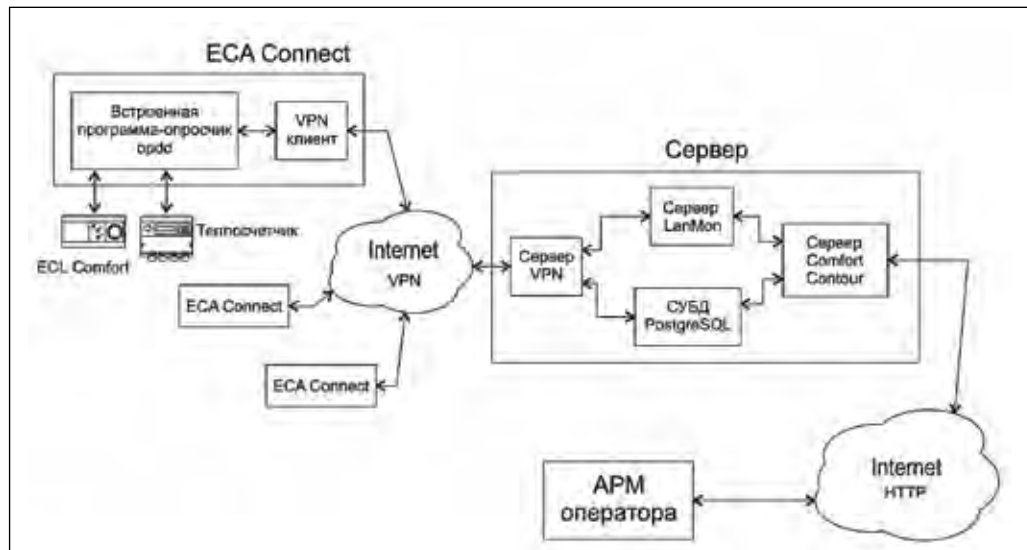 ECA Connect
Встроенная
программа-опросчик
opdd
VPN
клиент
ECL Comfort
Теплосчетчик
Internet
VPN
ECA Connect
ECA Connect
Сервер
Сервер
VPN
Сервер
LanMon
СУБД
PostgreSQL
Сервер
Comfort
Contour
Internet
HTTP
АРМ
оператора